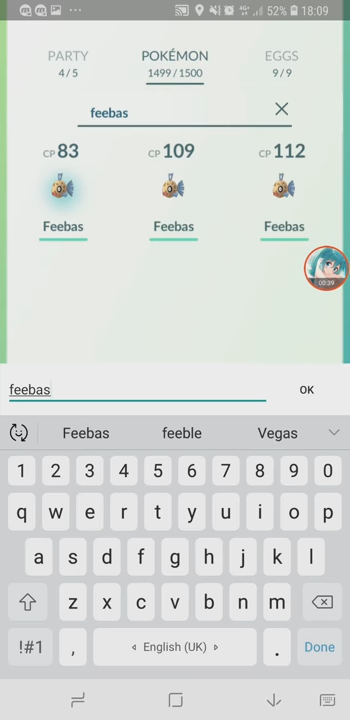 52% 18:09
PARTY POKÉMON EGGS
4 / 5 1499 / 1500 9 / 9
feebas
CP 83 CP 109 CP 112
Feebas Feebas Feebas
00:39
feebas OK
Feebas feeble Vegas
1 2 3 4 5 6 7 8 9 0
q w e r t y u i o p
a s d f g h j k l
z x c v b n m
!#1 , English (UK) . Done